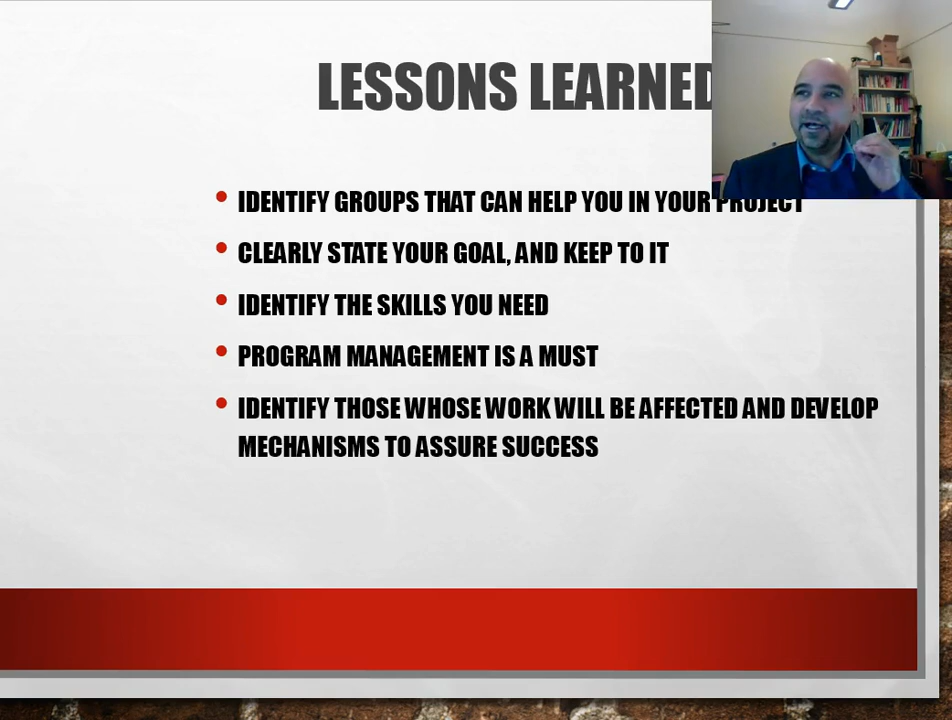 LESSONS LEARNED
IDENTIFY GROUPS THAT CAN HELP YOU IN YOUR PROJECT
CLEARLY STATE YOUR GOAL, AND KEEP TO IT
IDENTIFY THE SKILLS YOU NEED
PROGRAM MANAGEMENT IS A MUST
IDENTIFY THOSE WHOSE WORK WILL BE AFFECTED AND DEVELOP
MECHANISMS TO ASSURE SUCCESS